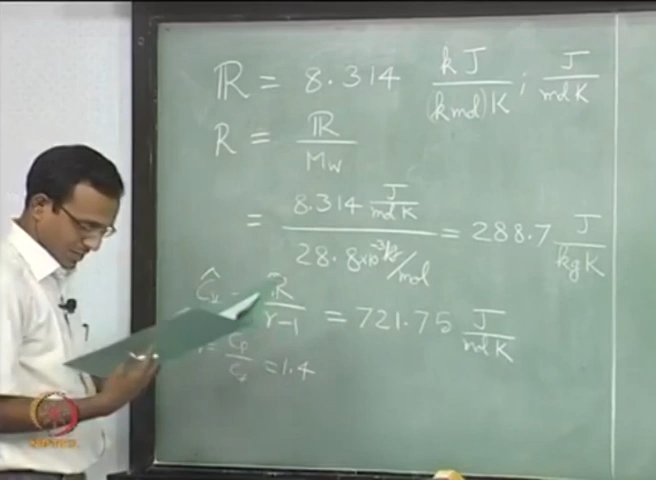 ℝ = 8.314 kJ/(kmol)K ; J/mol K
R = ℝ/Mw
= 8.314 J/mol K / 28.8×10⁻³ kg/mol = 288.7 J/kg K
Ĉv = R/γ-1 = 721.75 J/mol K
Cp/Cv = 1.4